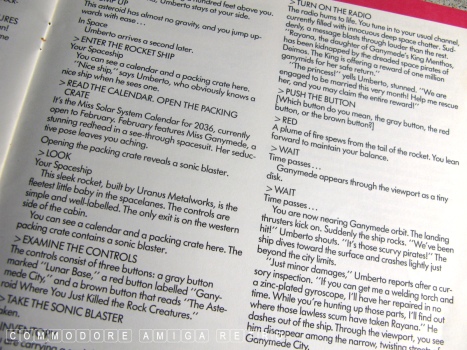 hundred feet above you.
Umberto stays at your side.
JUMP UP
This asteroid has almost no gravity, and you jump up-
wards with ease . . .
In Space
Umberto arrives a second later.
> ENTER THE ROCKET SHIP
Your Spaceship
You can see a calendar and a packing crate here.
"Nice ship," says Umberto, who obviously knows a
nice ship when he sees one.
> READ THE CALENDAR. OPEN THE PACKING
CRATE
It's the Miss Solar System Calendar for 2036, currently
open to February. February features Miss Ganymede, a
stunning redhead in a see-through spacesuit. Her seduc-
tive pose leaves you aching.
Opening the packing crate reveals a sonic blaster.
> LOOK
Your Spaceship
This sleek rocket, built by Uranus Metalworks, is the
fleetest little baby in the spacelanes. The controls are
simple and well-labelled. The only exit is on the western
side of the cabin.
You can see a calendar and a packing crate here. The
packing crate contains a sonic blaster.
> EXAMINE THE CONTROLS
The controls consist of three buttons: a gray button
marked "Lunar Base," a red button labelled "Gany-
mede City," and a brown button that reads "The Aste-
roid Where You Just Killed the Rock Creatures."
> TAKE THE SONIC BLASTER
Taken.
INVENTORY
are carrying
> TURN ON THE RADIO
The radio hums to life. You tune in to your usual channel,
currently filled with innocuous deep space chatter. Sud-
denly, a message blasts through louder than the rest.
"Rayana, the daughter of Ganymede's King Menthos,
has been kidnapped by the dreaded space pirates of
Deimos. The King is offering a reward of one million
ganymids for her safe return."
"The Princess!" yells Umberto, stunned. "We are
engaged to be married this very month! Help me rescue
her, and you may claim the entire reward!"
> PUSH THE BUTTON
[Which button do you mean, the gray button, the red
button, or the brown button?]
> RED
A plume of fire spews from the tail of the rocket. You lean
forward to maintain your balance.
> WAIT
Time passes . . .
Ganymede appears through the viewport as a tiny
disk.
> WAIT
Time passes . . .
You are now nearing Ganymede orbit. The landing
thrusters kick on. Suddenly the ship rocks. "We've been
hit!" Umberto shouts. "It's those scurvy pirates!" The
ship dives toward the surface and crashes lightly just
beyond the city limits.
"Just minor damages," Umberto reports after a cur-
sory inspection. "If you can get me a welding torch and
a zinc-plated gyroscope, I'll have her repaired in no
time. While you're hunting up those parts, I'll find out
where those lawless scum have taken Rayana." He
dashes out of the ship. Through the viewport, you see
him disappear among the narrow, twisting streets of
Ganymede City.
COMMODORE AMIGA RE